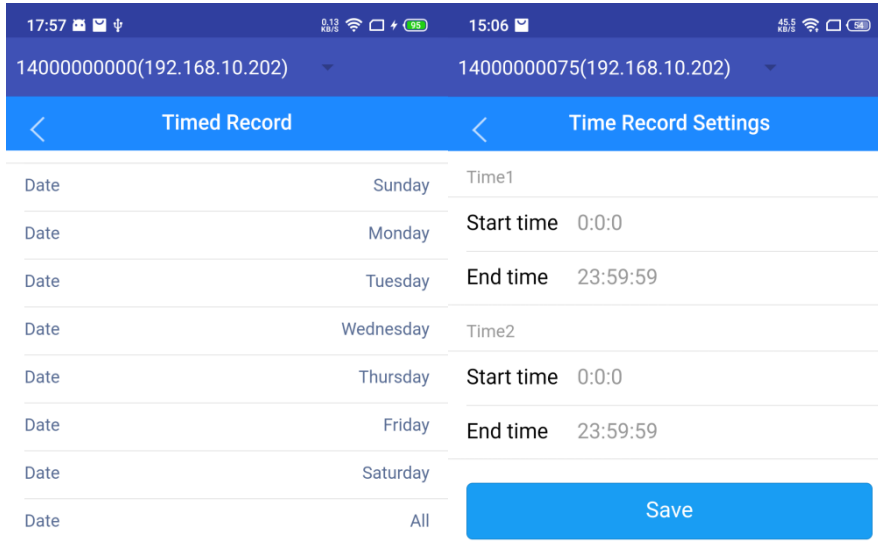 17:57
0.13 KB/S
95
14000000000(192.168.10.202)
Timed Record
Date Sunday
Date Monday
Date Tuesday
Date Wednesday
Date Thursday
Date Friday
Date Saturday
Date All
15:06
45.5 KB/S
54
14000000075(192.168.10.202)
Time Record Settings
Time1
Start time 0:0:0
End time 23:59:59
Time2
Start time 0:0:0
End time 23:59:59
Save